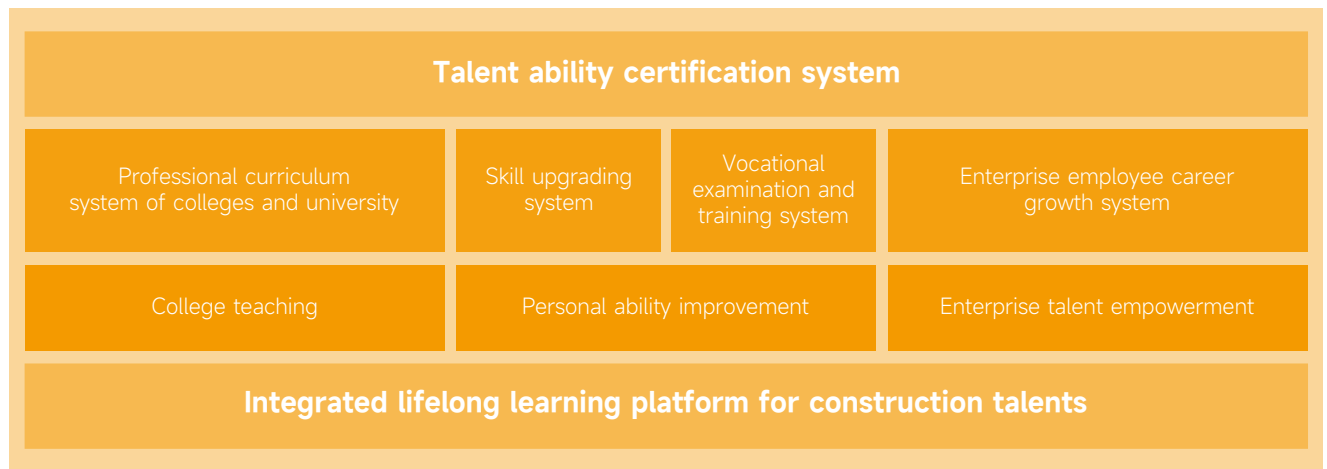 Talent ability certification system
Professional curriculum
system of colleges and university
Skill upgrading
system
Vocational
examination and
training system
Enterprise employee career
growth system
College teaching
Personal ability improvement
Enterprise talent empowerment
Integrated lifelong learning platform for construction talents